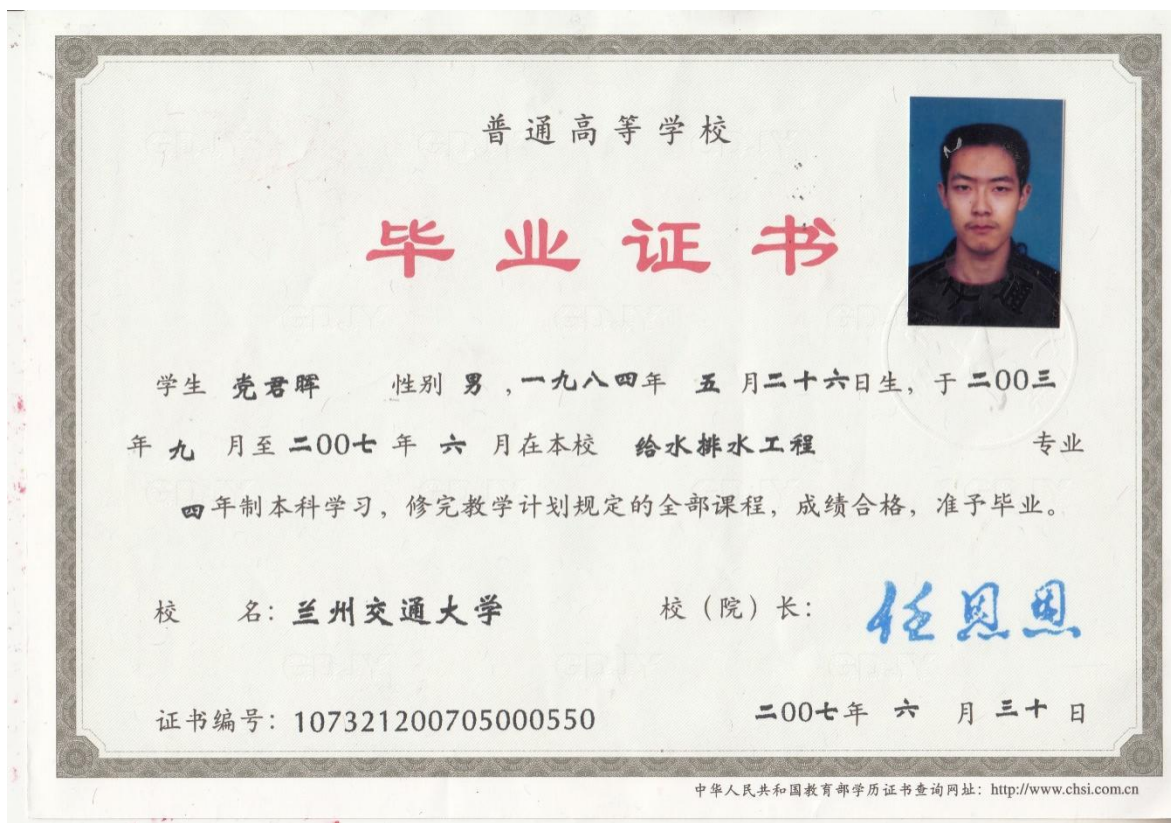 普通高等学校
毕业证书
学生 党君晖 性别 男 ,一九八四年 五 月二十六日生, 于 二00三
年 九 月至 二00七 年 六 月在本校 给水排水工程 专业
四年制本科学习, 修完教学计划规定的全部课程, 成绩合格, 准予毕业。
校 名: 兰州交通大学 校（院）长: 任恩恩
证书编号: 107321200705000550 二00七年 六 月 三十 日
中华人民共和国教育部学历证书查询网址: http://www.chsi.com.cn